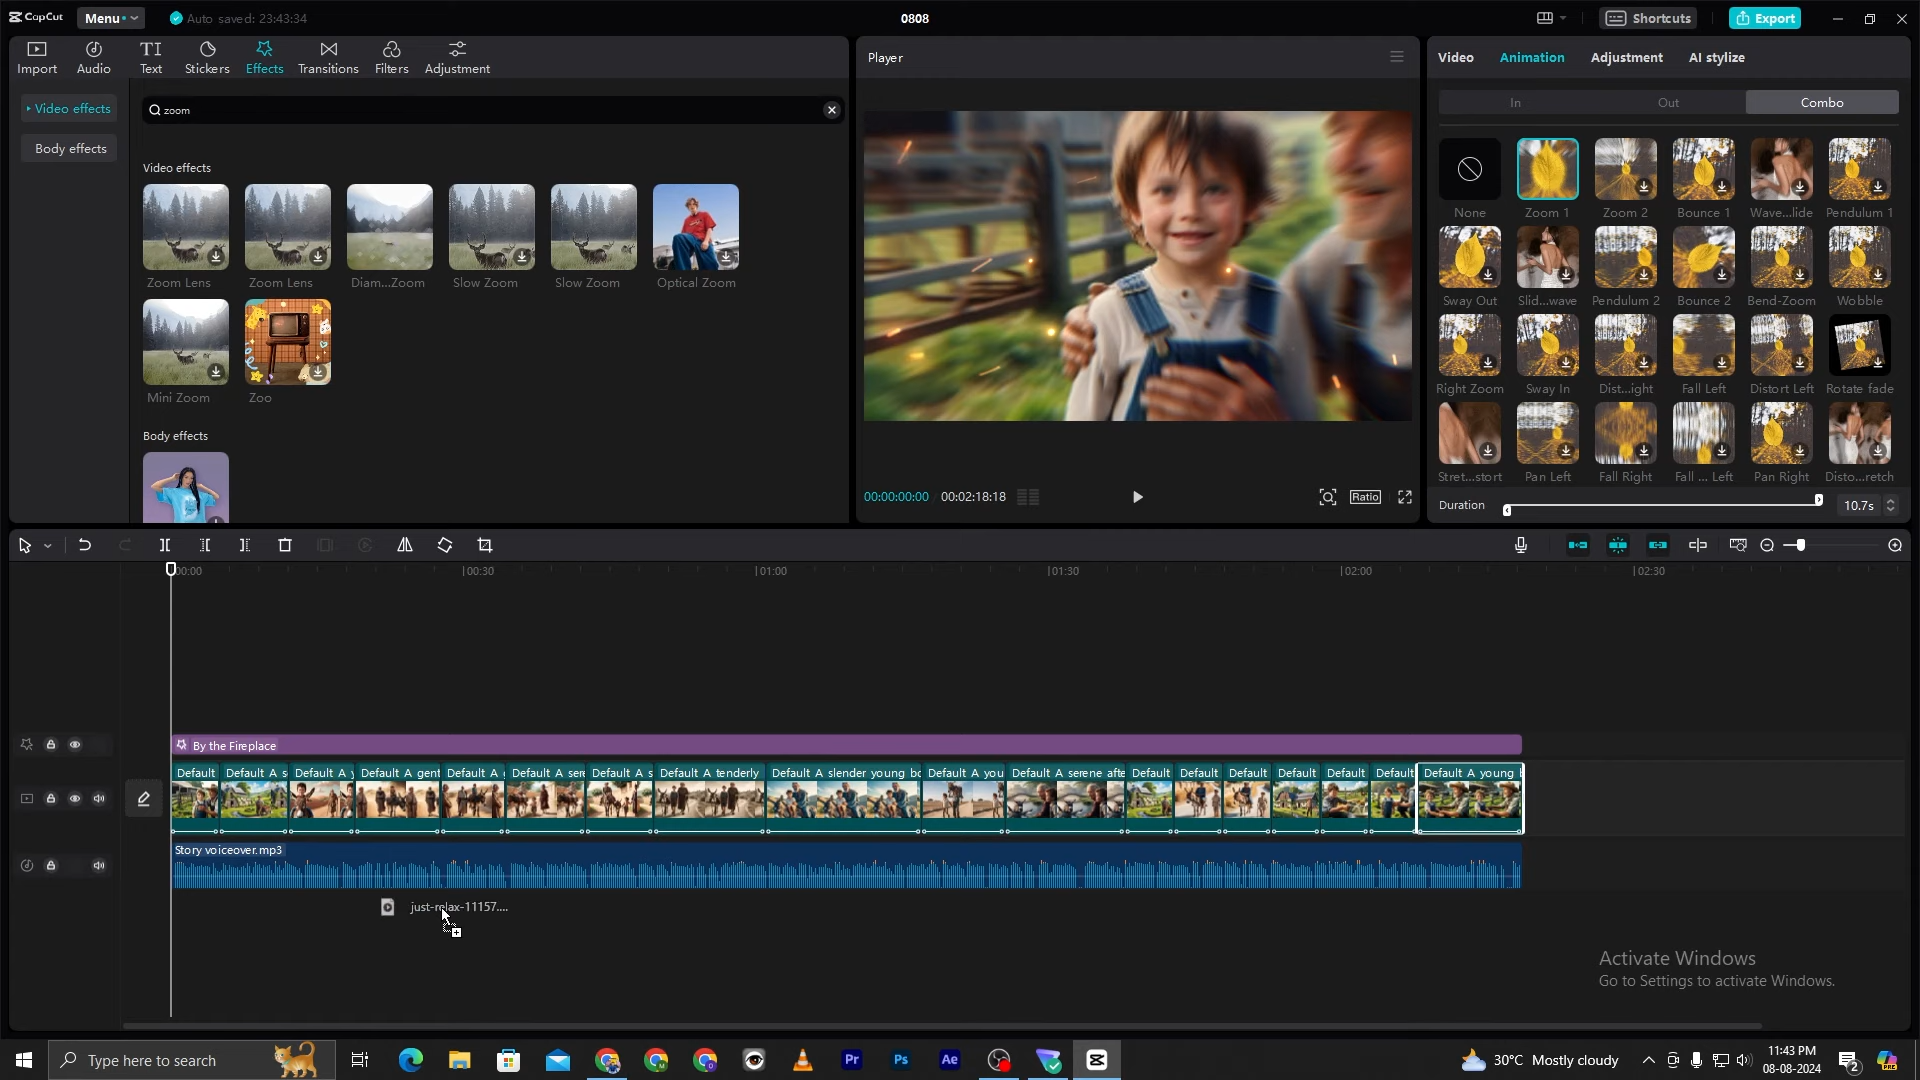 CapCut
Menu
Auto saved: 23:43:34
0808
Shortcuts
Export
Import
Audio
Text
Stickers
Effects
Transitions
Filters
Adjustment
Video effects
Body effects
zoom
Video effects
Zoom Lens
Zoom Lens
Diam...Zoom
Slow Zoom
Slow Zoom
Optical Zoom
Mini Zoom
Zoo
Body effects
Player
00:00:00:00
00:02:18:18
Ratio
Video
Animation
Adjustment
AI stylize
In
Out
Combo
None
Zoom 1
Zoom 2
Bounce 1
Wave...lide
Pendulum 1
Sway Out
Slid...wave
Pendulum 2
Bounce 2
Bend-Zoom
Wobble
Right Zoom
Sway In
Dist...ight
Fall Left
Distort Left
Rotate fade
Stret...stort
Pan Left
Fall Right
Fall ... Left
Pan Right
Disto...retch
Duration
10.7s
00:00
00:30
01:00
01:30
02:00
02:30
By the Fireplace
Default
Default A s
Default A y
Default A gent
Default A g
Default A sere
Default A s
Default A tenderly
Default A slender young bo
Default A you
Default A serene afte
Default
Default
Default
Default
Default
Default
Default A young b
Story voiceover.mp3
just-relax-11157....
Activate Windows
Go to Settings to activate Windows.
Type here to search
Pr
Ps
Ae
30°C Mostly cloudy
11:43 PM
08-08-2024
2